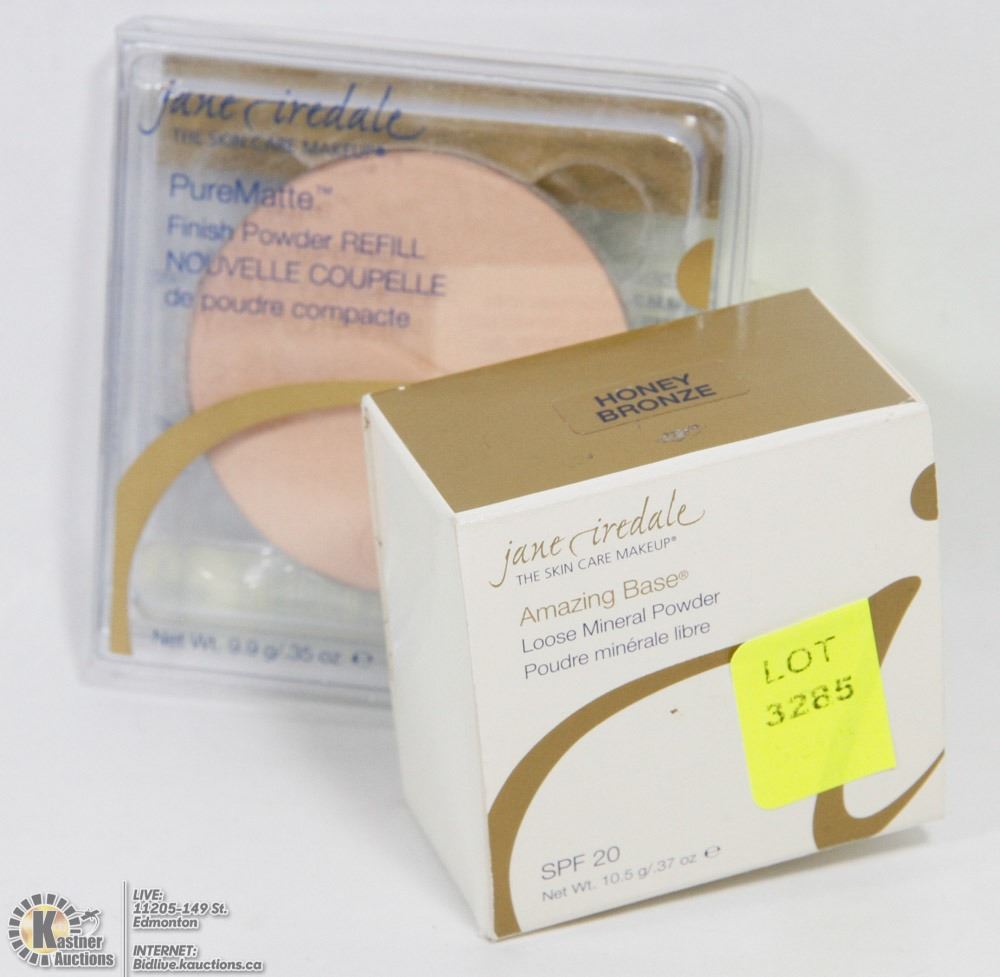 jane iredale
THE SKIN CARE MAKEUP®
PureMatte™
Finish Powder REFILL
NOUVELLE COUPELLE
de poudre compacte
Net Wt. 9.9 g/.35 oz ℮
HONEY
BRONZE
jane iredale
THE SKIN CARE MAKEUP®
Amazing Base®
Loose Mineral Powder
Poudre minérale libre
LOT
3285
SPF 20
Net Wt. 10.5 g/.37 oz ℮
Kastner
Auctions
LIVE:
11205-149 St.
Edmonton
INTERNET:
Bidlive.kauctions.ca